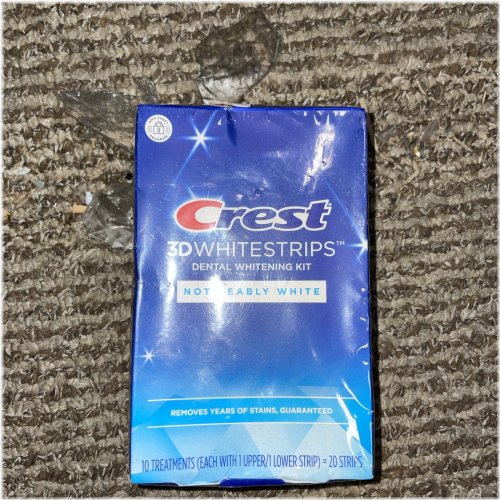 Crest
3DWHITESTRIPS™
DENTAL WHITENING KIT
WHITE
REMOVES YEARS OF STAINS, GUARANTEED
10 TREATMENTS (EACH WITH 1 UPPER/1 LOWER STRIP) = 20 STRIPS